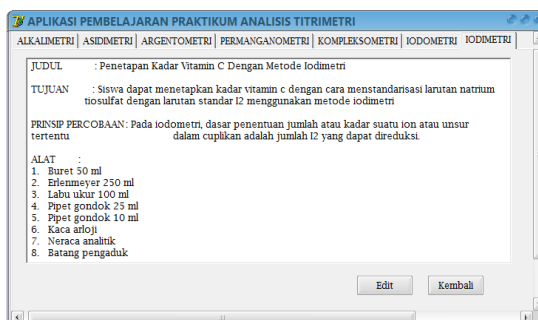 APLIKASI PEMBELAJARAN PRAKTIKUM ANALISIS TITRIMETRI
ALKALIMETRI ASIDIMETRI ARGENTOMETRI PERMANGANOMETRI KOMPLEKSOMETRI IODOMETRI IODIMETRI
JUDUL : Penetapan Kadar Vitamin C Dengan Metode Iodimetri
TUJUAN : Siswa dapat menetapkan kadar vitamin c dengan cara menstandarisasi larutan natrium
tiosulfat dengan larutan standar I2 menggunakan metode iodimetri
PRINSIP PERCOBAAN: Pada iodometri, dasar penentuan jumlah atau kadar suatu ion atau unsur
tertentu dalam cuplikan adalah jumlah I2 yang dapat direduksi.
ALAT :
1. Buret 50 ml
2. Erlenmeyer 250 ml
3. Labu ukur 100 ml
4. Pipet gondok 25 ml
5. Pipet gondok 10 ml
6. Kaca arloji
7. Neraca analitik
8. Batang pengaduk
Edit Kembali